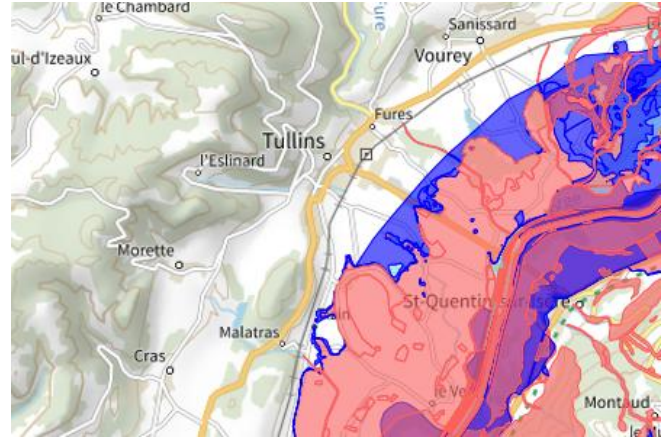 le Chambard
Sanissard
ul-d'Izeaux
Vourey
Fure
Fures
Tullins
l'Eslinard
Morette
St-Quentin-sur-Isère
Malatras
Cras
le Ve
Montaud